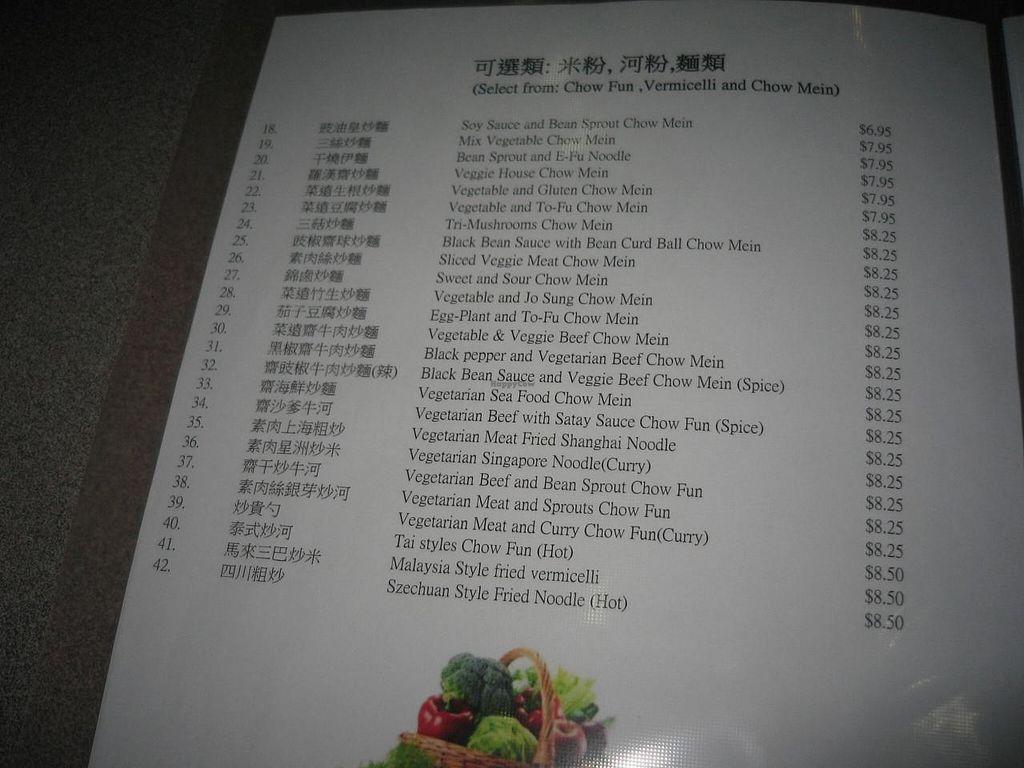 可選類: 米粉, 河粉,麵類
(Select from: Chow Fun ,Vermicelli and Chow Mein)
18. 豉油皇炒麵 Soy Sauce and Bean Sprout Chow Mein $6.95
19. 三絲炒麵 Mix Vegetable Chow Mein $7.95
20. 干燒伊麵 Bean Sprout and E-Fu Noodle $7.95
21. 羅漢齋炒麵 Veggie House Chow Mein $7.95
22. 菜遠生根炒麵 Vegetable and Gluten Chow Mein $7.95
23. 菜遠豆腐炒麵 Vegetable and To-Fu Chow Mein $7.95
24. 三菇炒麵 Tri-Mushrooms Chow Mein $8.25
25. 豉椒齋球炒麵 Black Bean Sauce with Bean Curd Ball Chow Mein $8.25
26. 素肉絲炒麵 Sliced Veggie Meat Chow Mein $8.25
27. 錦鹵炒麵 Sweet and Sour Chow Mein $8.25
28. 菜遠竹生炒麵 Vegetable and Jo Sung Chow Mein $8.25
29. 茄子豆腐炒麵 Egg-Plant and To-Fu Chow Mein $8.25
30. 菜遠齋牛肉炒麵 Vegetable & Veggie Beef Chow Mein $8.25
31. 黑椒齋牛肉炒麵 Black pepper and Vegetarian Beef Chow Mein $8.25
32. 齋豉椒牛肉炒麵(辣) Black Bean Sauce and Veggie Beef Chow Mein (Spice) $8.25
33. 齋海鮮炒麵 Vegetarian Sea Food Chow Mein $8.25
34. 齋沙爹牛河 Vegetarian Beef with Satay Sauce Chow Fun (Spice) $8.25
35. 素肉上海粗炒 Vegetarian Meat Fried Shanghai Noodle $8.25
36. 素肉星洲炒米 Vegetarian Singapore Noodle(Curry) $8.25
37. 齋干炒牛河 Vegetarian Beef and Bean Sprout Chow Fun $8.25
38. 素肉絲銀芽炒河 Vegetarian Meat and Sprouts Chow Fun $8.25
39. 炒貴勺 Vegetarian Meat and Curry Chow Fun(Curry) $8.25
40. 泰式炒河 Tai styles Chow Fun (Hot) $8.50
41. 馬來三巴炒米 Malaysia Style fried vermicelli $8.50
42. 四川粗炒 Szechuan Style Fried Noodle (Hot) $8.50
HappyCow